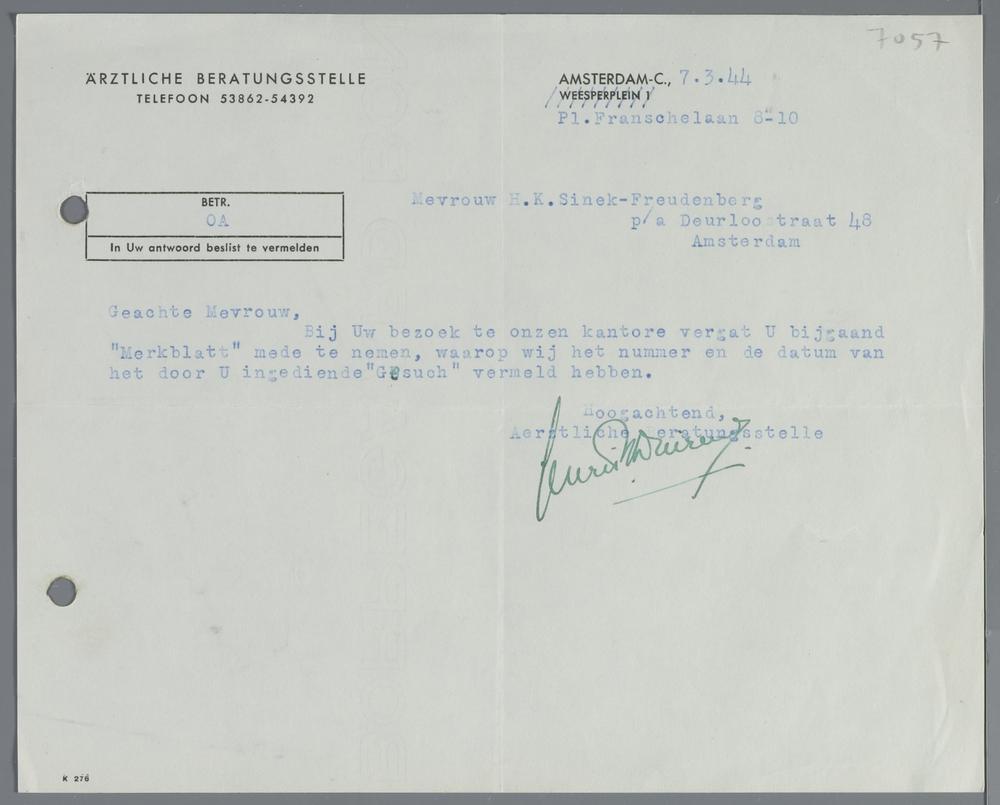 7057
ÄRZTLICHE BERATUNGSSTELLE
TELEFOON 53862-54392
AMSTERDAM-C., 7.3.44
WEESPERPLEIN 1
Pl.Franschelaan 8-10
BETR.
OA
In Uw antwoord beslist te vermelden
Mevrouw H.K.Sinek-Freudenberg
p/a Deurloostraat 48
Amsterdam
Geachte Mevrouw,
Bij Uw bezoek te onzen kantore vergat U bijgaand
"Merkblatt" mede te nemen, waarop wij het nummer en de datum van
het door U ingediende"Gesuch" vermeld hebben.
Hoogachtend,
Aerztliche Beratungsstelle
K 276